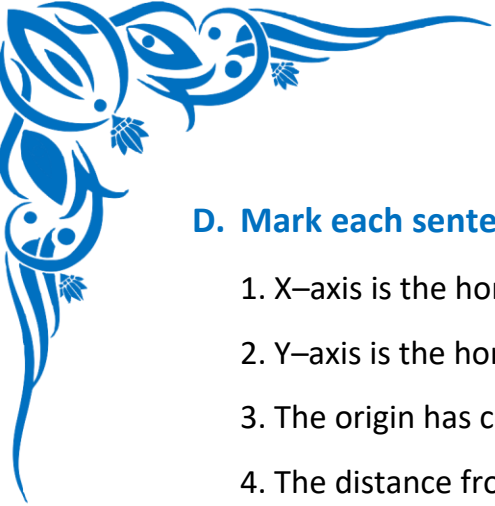 D. Mark each sente
1. X–axis is the hor
2. Y–axis is the hor
3. The origin has c
4. The distance fro